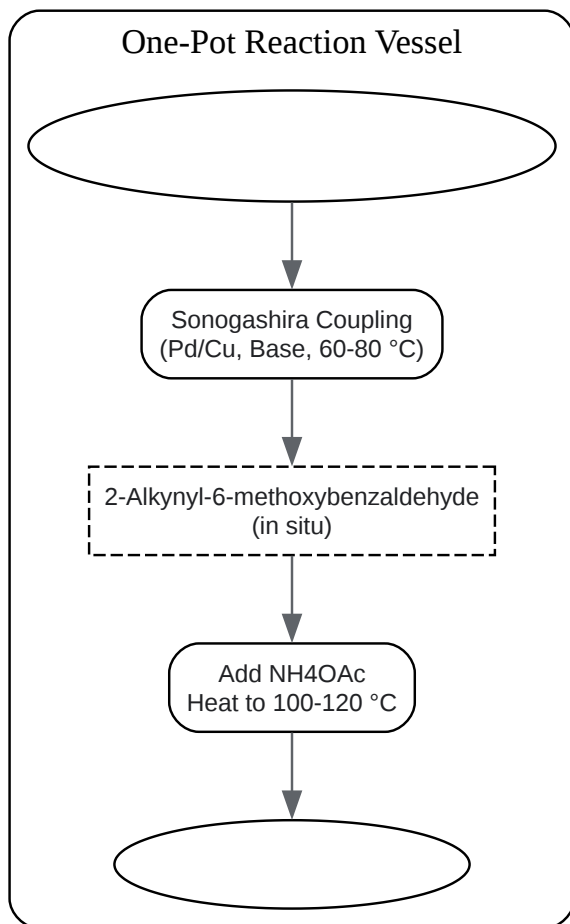 One-Pot Reaction Vessel
Sonogashira Coupling
(Pd/Cu, Base, 60-80 °C)
2-Alkynyl-6-methoxybenzaldehyde
(in situ)
Add NH4OAc
Heat to 100-120 °C